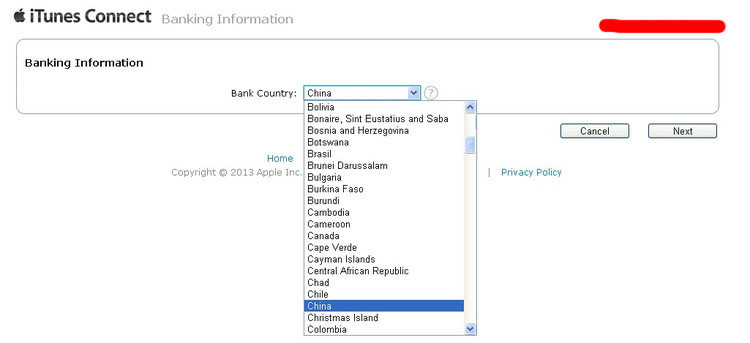 iTunes Connect Banking Information
Banking Information
Bank Country: China ?
Bolivia
Bonaire, Sint Eustatius and Saba
Bosnia and Herzegovina
Botswana
Brasil
Brunei Darussalam
Bulgaria
Burkina Faso
Burundi
Cambodia
Cameroon
Canada
Cape Verde
Cayman Islands
Central African Republic
Chad
Chile
China
Christmas Island
Colombia
Cancel Next
Home
Copyright © 2013 Apple Inc. | Privacy Policy